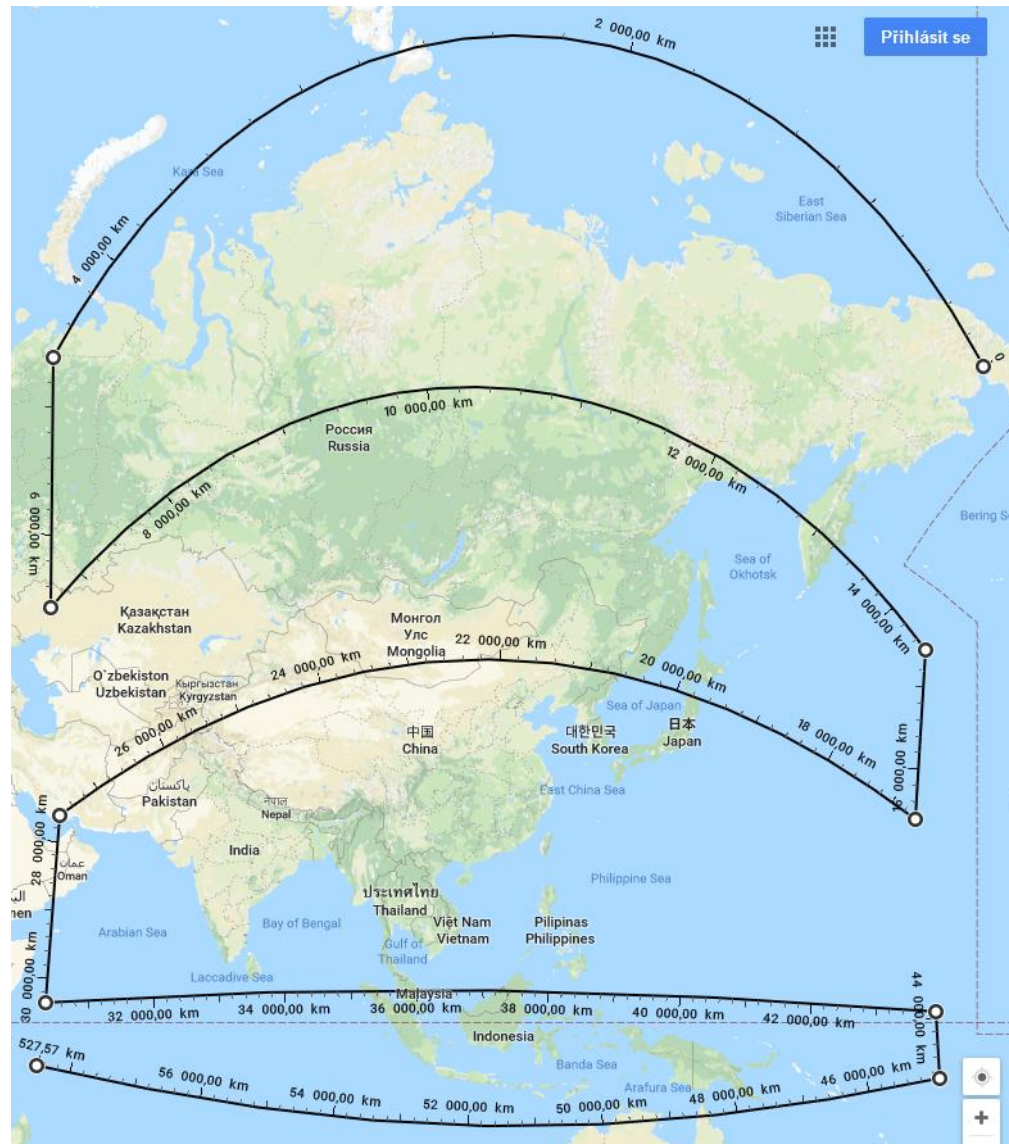 2 000,00 km
Přihlásit se
Kara Sea
East
Siberian Sea
4 000,00 km
0
6 000,00 km
10 000,00 km
Россия
Russia
12 000,00 km
8 000,00 km
Bering S
Sea of
Okhotsk
14 000,00 km
Қазақстан
Kazakhstan
Монгол
Улс
Mongolia
22 000,00 km
24 000,00 km
20 000,00 km
Oʻzbekiston
Uzbekistan
Кыргызстан
Kyrgyzstan
26 000,00 km
Sea of Japan
18 000,00 km
中国
China
대한민국
South Korea
日本
Japan
16 000,00 km
پاکستان
Pakistan
नेपाल
Nepal
East China Sea
28 000,00 km
India
عمان
Oman
Philippine Sea
ประเทศไทย
Thailand
Việt Nam
Vietnam
Pilipinas
Philippines
men
Arabian Sea
Bay of Bengal
Gulf of
Thailand
Laccadive Sea
30 000,00 km
Malaysia
44 000,00 km
32 000,00 km
34 000,00 km
36 000,00 km
38 000,00 km
40 000,00 km
42 000,00 km
Indonesia
527,57 km
Banda Sea
Arafura Sea
56 000,00 km
54 000,00 km
52 000,00 km
50 000,00 km
48 000,00 km
46 000,00 km